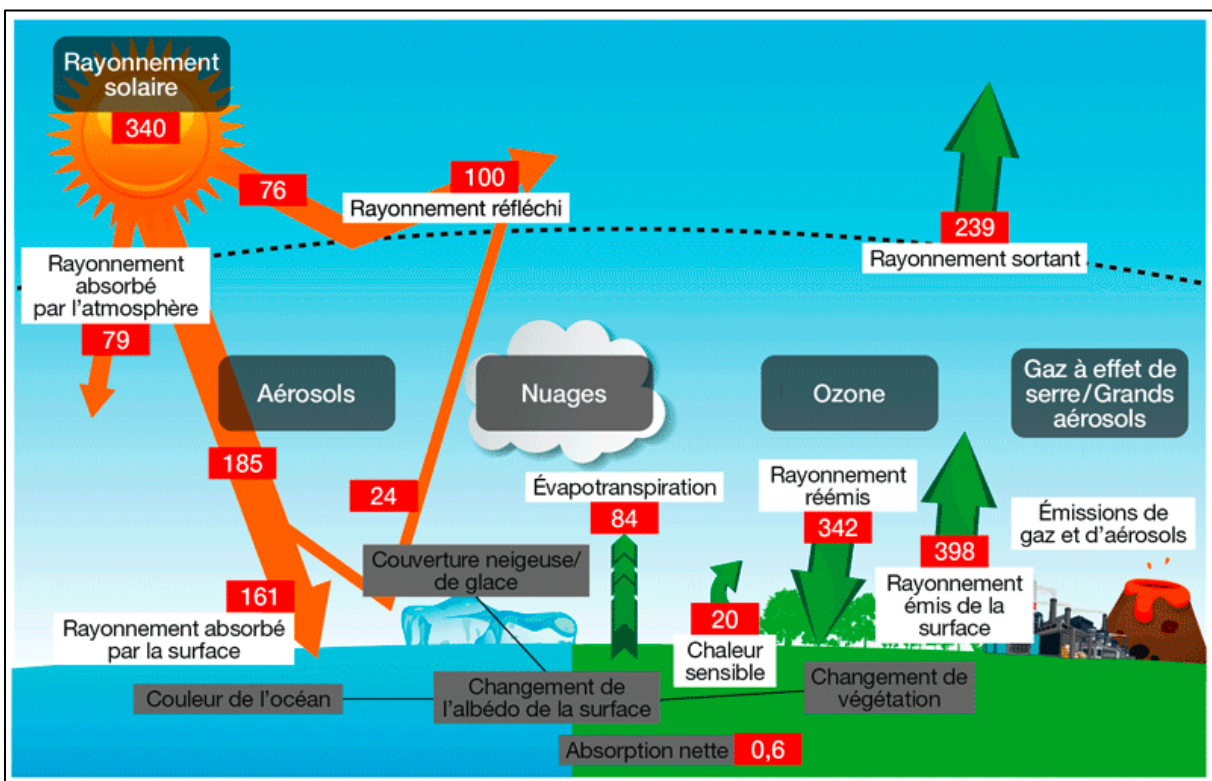 Rayonnement
solaire
340
76
100
Rayonnement réfléchi
239
Rayonnement sortant
Rayonnement
absorbé
par l'atmosphère
79
Aérosols
Nuages
Ozone
Gaz à effet de
serre/Grands
aérosols
185
24
Évapotranspiration
84
Rayonnement
réémis
342
398
Rayonnement
émis de la
surface
Émissions de
gaz et d'aérosols
Couverture neigeuse/
de glace
161
Rayonnement absorbé
par la surface
20
Chaleur
sensible
Couleur de l'océan
Changement de
l'albédo de la surface
Changement de
végétation
Absorption nette
0,6